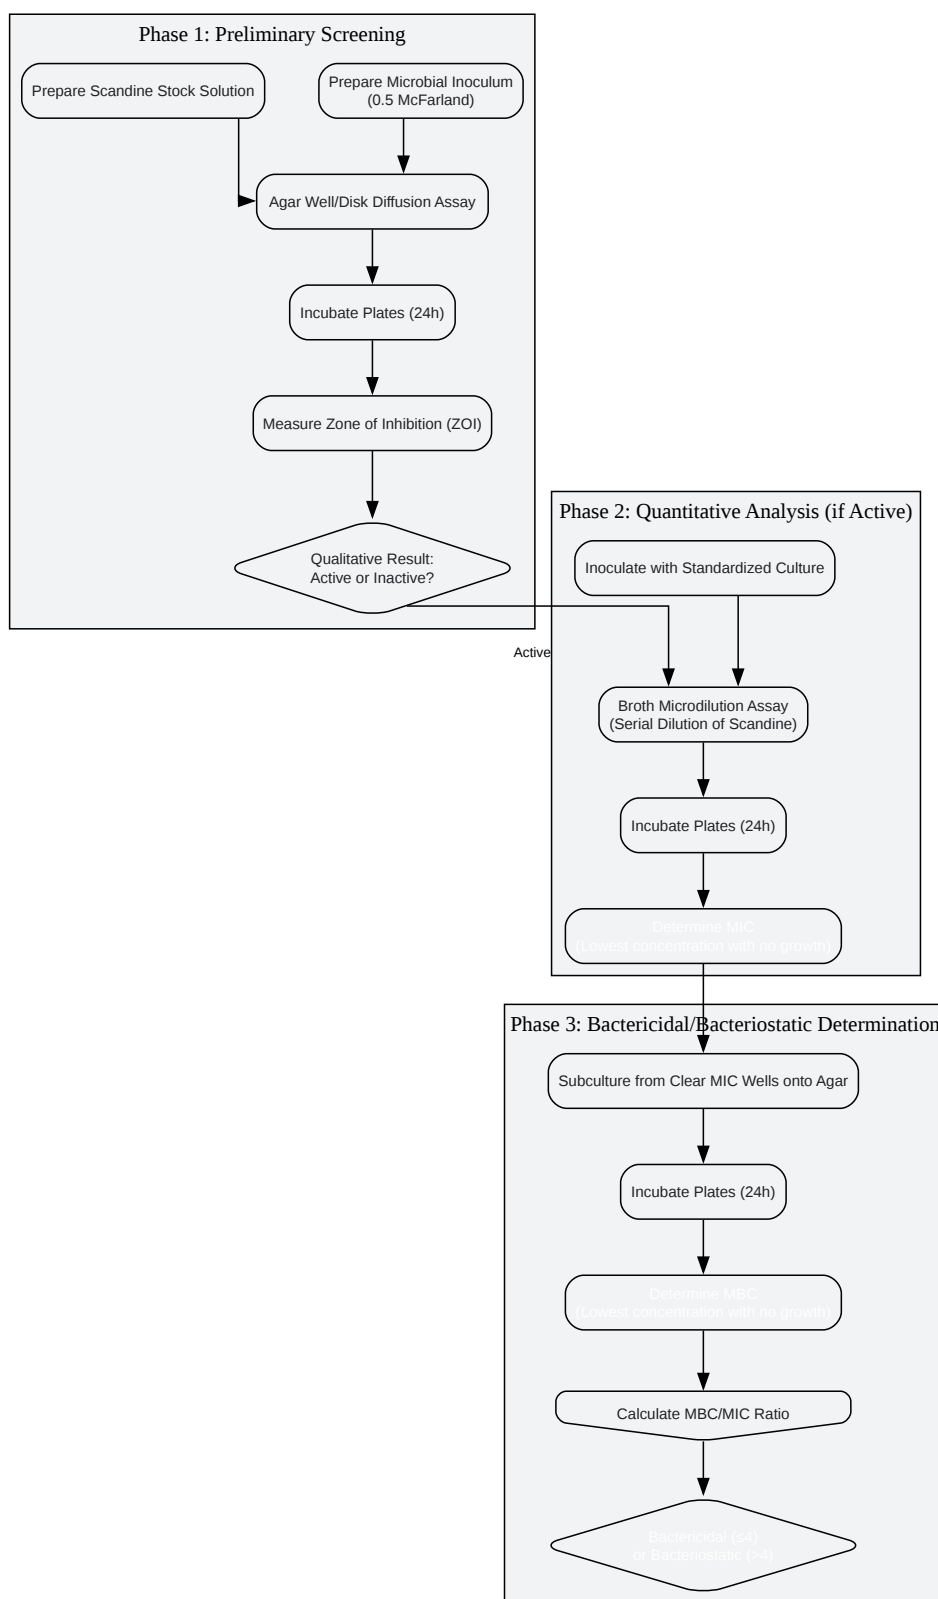 Phase 1: Preliminary Screening
Prepare Scandine Stock Solution
Prepare Microbial Inoculum
(0.5 McFarland)
Agar Well/Disk Diffusion Assay
Incubate Plates (24h)
Measure Zone of Inhibition (ZOI)
Qualitative Result:
Active or Inactive?
Active
Phase 2: Quantitative Analysis (if Active)
Inoculate with Standardized Culture
Broth Microdilution Assay
(Serial Dilution of Scandine)
Incubate Plates (24h)
Determine MIC
(Lowest concentration with no growth)
Phase 3: Bactericidal/Bacteriostatic Determination
Subculture from Clear MIC Wells onto Agar
Incubate Plates (24h)
Determine MBC
(Lowest concentration with no growth)
Calculate MBC/MIC Ratio
Bactericidal (≤4)
or Bacteriostatic (>4)